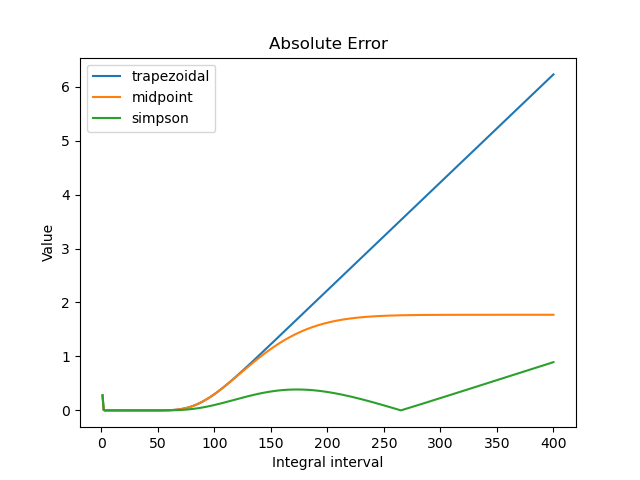 Absolute Error
trapezoidal
midpoint
simpson
Value
6
5
4
3
2
1
0
0 50 100 150 200 250 300 350 400
Integral interval